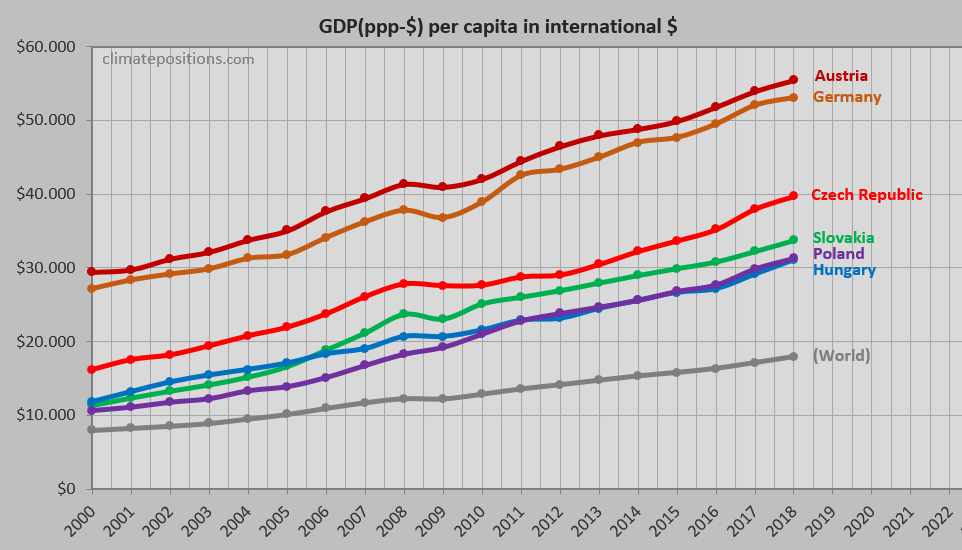 GDP(ppp-$) per capita in international $
$60.000
climatepositions.com
Austria
Germany
$50.000
$40.000
Czech Republic
Slovakia
Poland
$30.000
Hungary
$20.000
(World)
$10.000
$0
2000 2001 2002 2003 2004 2005 2006 2007 2008 2009 2010 2011 2012 2013 2014 2015 2016 2017 2018 2019 2020 2021 2022